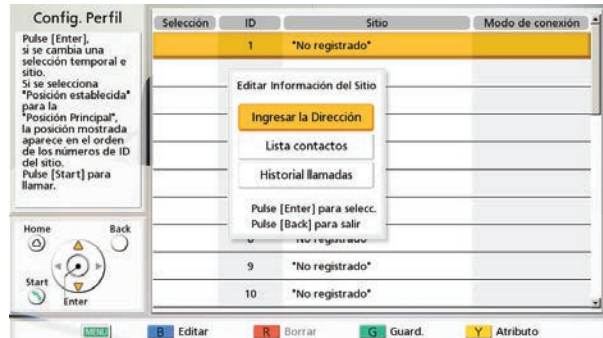 Config. Perfil
Pulse [Enter],
si se cambia una
selección temporal e
sitio.
Si se selecciona
"Posición establecida"
para la
"Posición Principal",
la posición mostrada
aparece en el orden
de los números de ID
del sitio.
Pulse [Start] para
llamar.
Home
Back
Start
Enter
Selección ID Sitio Modo de conexión
1 "No registrado"
Editar Información del Sitio
Ingresar la Dirección
Lista contactos
Historial llamadas
Pulse [Enter] para selecc.
Pulse [Back] para salir
9 "No registrado"
10 "No registrado"
MENU B Editar R Borrar G Guard. Y Atributo